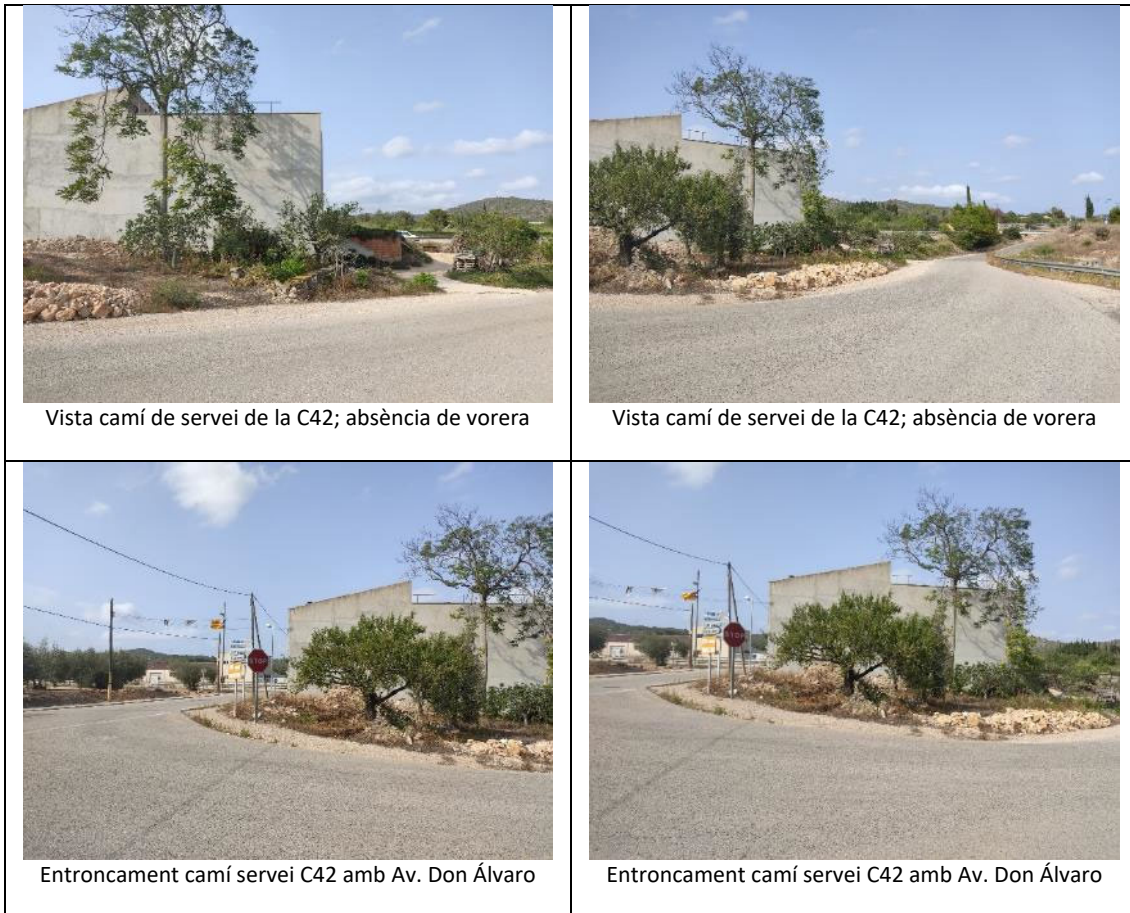 Vista camí de servei de la C42; absència de vorera
Vista camí de servei de la C42; absència de vorera
STOP
STOP
Entroncament camí servei C42 amb Av. Don Álvaro
Entroncament camí servei C42 amb Av. Don Álvaro